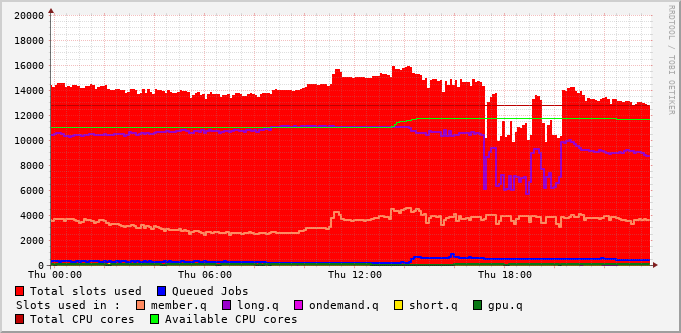 RRDTOOL / TOBI OETIKER
20000
18000
16000
14000
12000
10000
8000
6000
4000
2000
0
Thu 00:00 Thu 06:00 Thu 12:00 Thu 18:00
Total slots used Queued Jobs
Slots used in : member.q long.q ondemand.q short.q gpu.q
Total CPU cores Available CPU cores